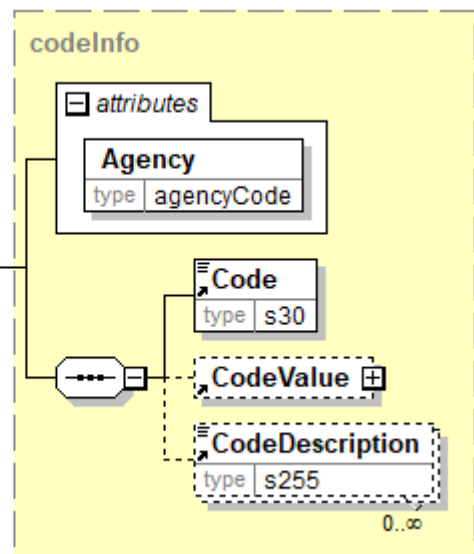 codeInfo
attributes
Agency
type agencyCode
Code
type s30
CodeValue
CodeDescription
type s255
0..∞